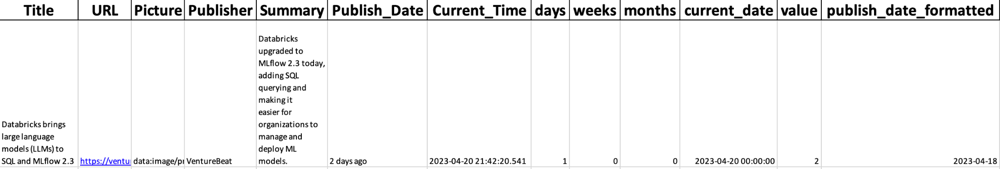 Title URL Picture Publisher Summary Publish_Date Current_Time days weeks months current_date value publish_date_formatted
Databricks brings
large language
models (LLMs) to
SQL and MLflow 2.3
https://ventu
data:image/pr
VentureBeat
Databricks
upgraded to
MLflow 2.3 today,
adding SQL
querying and
making it
easier for
organizations to
manage and
deploy ML
models.
2 days ago
2023-04-20 21:42:20.541
1
0
0
2023-04-20 00:00:00
2
2023-04-18